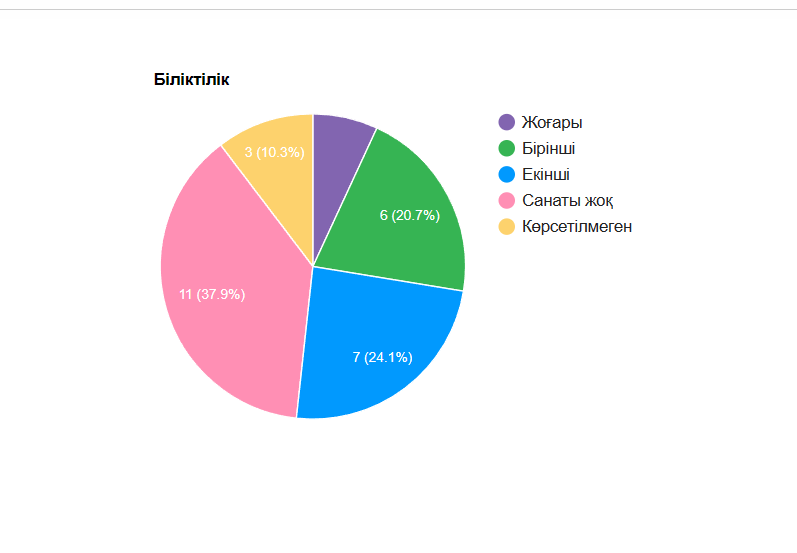 Біліктілік
Жоғары
Бірінші
Екінші
Санаты жоқ
Көрсетілмеген
3 (10.3%)
6 (20.7%)
11 (37.9%)
7 (24.1%)